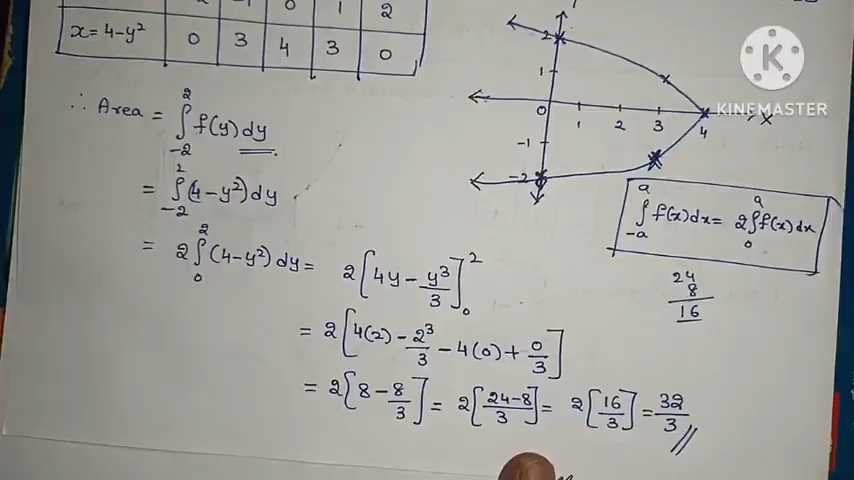 -2 -1 0 1 2
x = 4-y² 0 3 4 3 0
∴ Area = ∫_{-2}^{2} f(y) dy
= ∫_{-2}^{2} (4-y²) dy
= 2 ∫_{0}^{2} (4-y²) dy = 2 [4y - y³/3]_{0}^{2}
= 2 [4(2) - 2³/3 - 4(0) + 0/3]
= 2 [8 - 8/3] = 2 [24-8/3] = 2 [16/3] = 32/3 //
2
1
0 1 2 3 4 x
-1
-2
∫_{-a}^{a} f(x) dx = 2 ∫_{0}^{a} f(x) dx
24
8
16
K
KINEMASTER